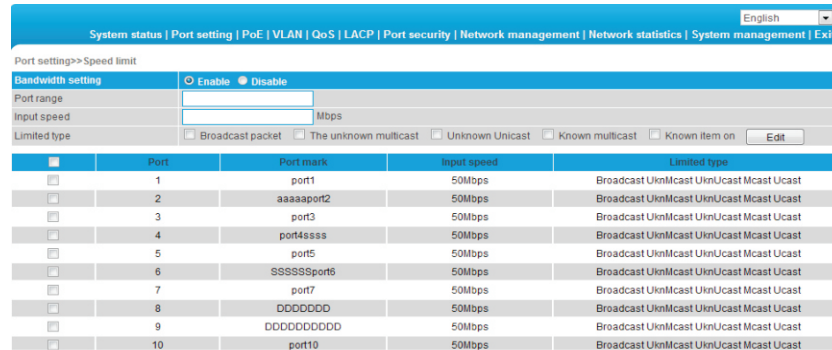 English
System status | Port setting | PoE | VLAN | QoS | LACP | Port security | Network management | Network statistics | System management | Exi
Port setting>>Speed limit
Bandwidth setting Enable Disable
Port range
Input speed Mbps
Limited type Broadcast packet The unknown multicast Unknown Unicast Known multicast Known item on Edit
Port Port mark Input speed Limited type
1 port1 50Mbps Broadcast UknMcast UknUcast Mcast Ucast
2 aaaaaport2 50Mbps Broadcast UknMcast UknUcast Mcast Ucast
3 port3 50Mbps Broadcast UknMcast UknUcast Mcast Ucast
4 port4ssss 50Mbps Broadcast UknMcast UknUcast Mcast Ucast
5 port5 50Mbps Broadcast UknMcast UknUcast Mcast Ucast
6 SSSSSSport6 50Mbps Broadcast UknMcast UknUcast Mcast Ucast
7 port7 50Mbps Broadcast UknMcast UknUcast Mcast Ucast
8 DDDDDDD 50Mbps Broadcast UknMcast UknUcast Mcast Ucast
9 DDDDDDDDDD 50Mbps Broadcast UknMcast UknUcast Mcast Ucast
10 port10 50Mbps Broadcast UknMcast UknUcast Mcast Ucast